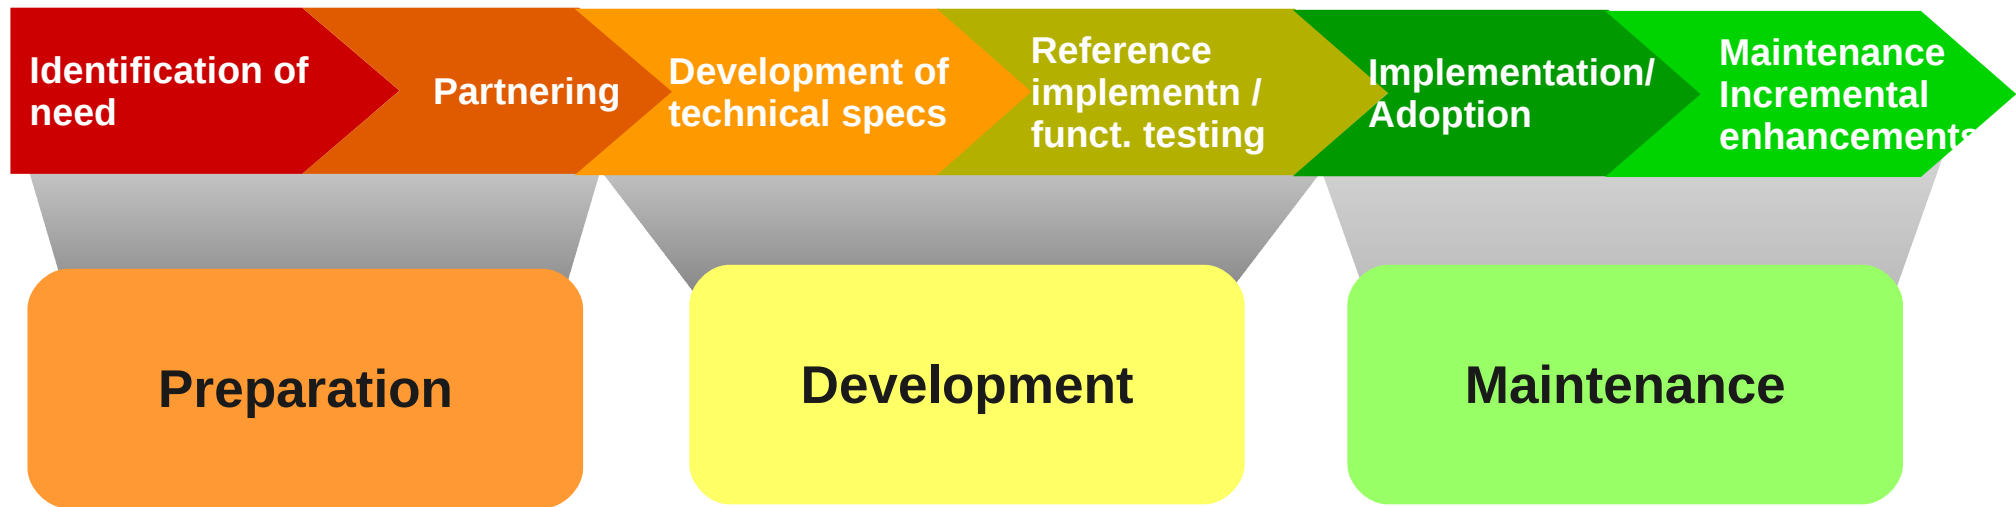 Identification of
need
Partnering
Development of
technical specs
Reference
implementn /
funct. testing
Implementation/
Adoption
Maintenance
Incremental
enhancements
Preparation
Development
Maintenance